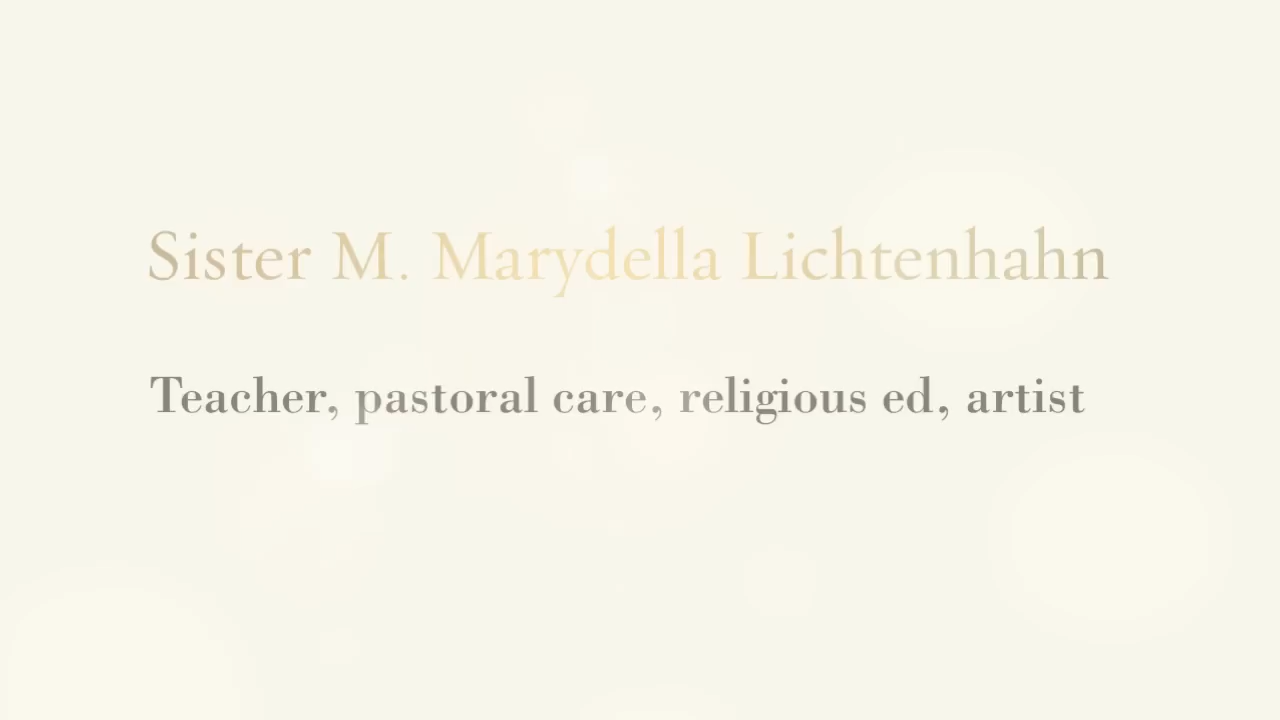 Sister M. Marydella Lichtenhahn
Teacher, pastoral care, religious ed, artist